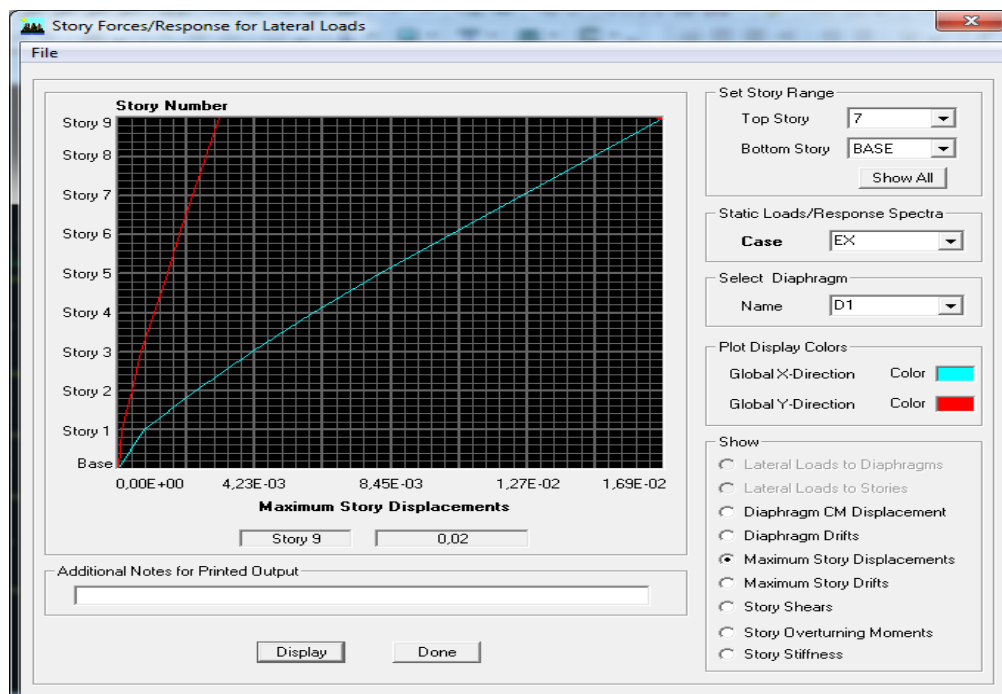 Story Forces/Response for Lateral Loads
File
Story Number
Story 9
Story 8
Story 7
Story 6
Story 5
Story 4
Story 3
Story 2
Story 1
Base
0,00E+00 4,23E-03 8,45E-03 1,27E-02 1,69E-02
Maximum Story Displacements
Story 9 0,02
Additional Notes for Printed Output
Display Done
Set Story Range
Top Story 7
Bottom Story BASE
Show All
Static Loads/Response Spectra
Case EX
Select Diaphragm
Name D1
Plot Display Colors
Global X-Direction Color
Global Y-Direction Color
Show
Lateral Loads to Diaphragms
Lateral Loads to Stories
Diaphragm CM Displacement
Diaphragm Drifts
Maximum Story Displacements
Maximum Story Drifts
Story Shears
Story Overturning Moments
Story Stiffness